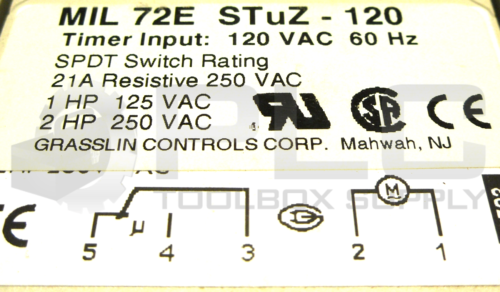 MIL 72E STuZ - 120
Timer Input: 120 VAC 60 Hz
SPDT Switch Rating
21A Resistive 250 VAC
1 HP 125 VAC
2 HP 250 VAC
GRASSLIN CONTROLS CORP. Mahwah, NJ
PLC
TOOLBOX SUPPLY
M
µ
5 4 3 2 1